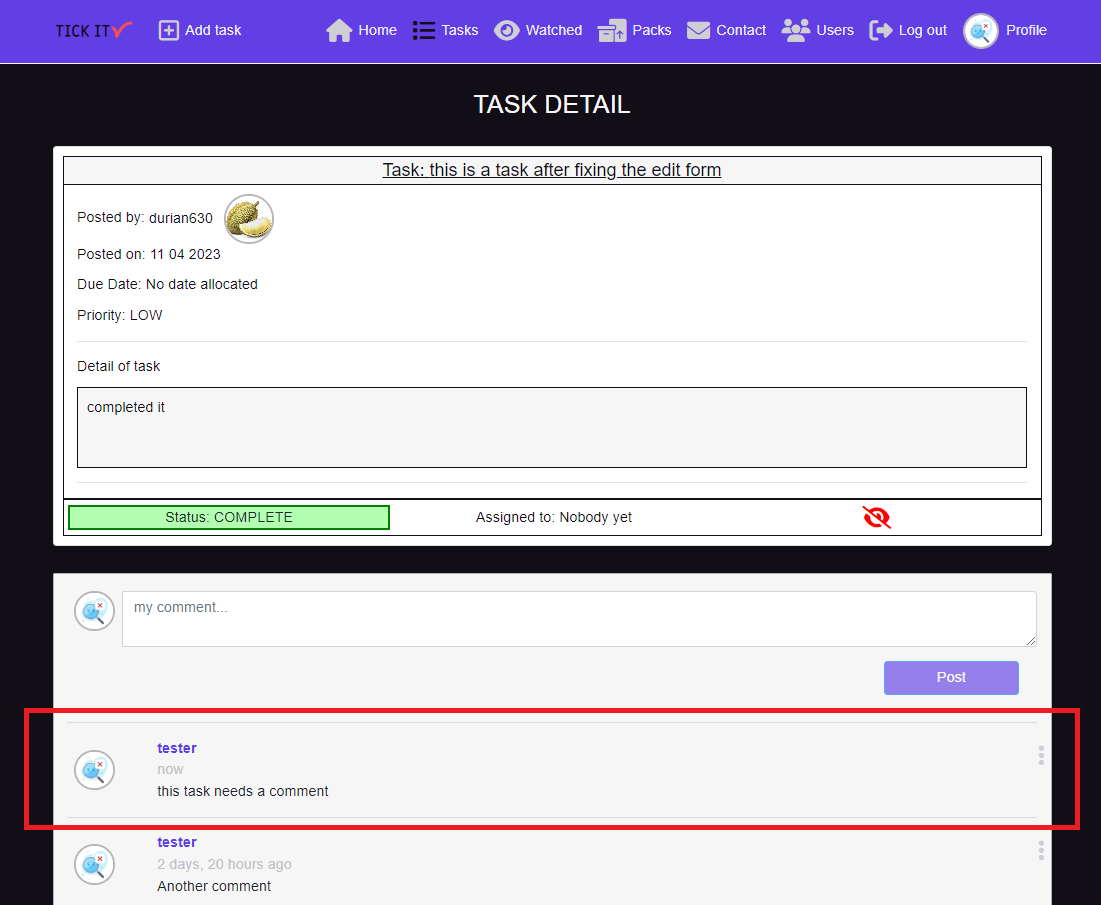 TICK IT Add task Home Tasks Watched Packs Contact Users Log out Profile
TASK DETAIL
Task: this is a task after fixing the edit form
Posted by: durian630
Posted on: 11 04 2023
Due Date: No date allocated
Priority: LOW
Detail of task
completed it
Status: COMPLETE Assigned to: Nobody yet
my comment...
Post
tester
now
this task needs a comment
tester
2 days, 20 hours ago
Another comment